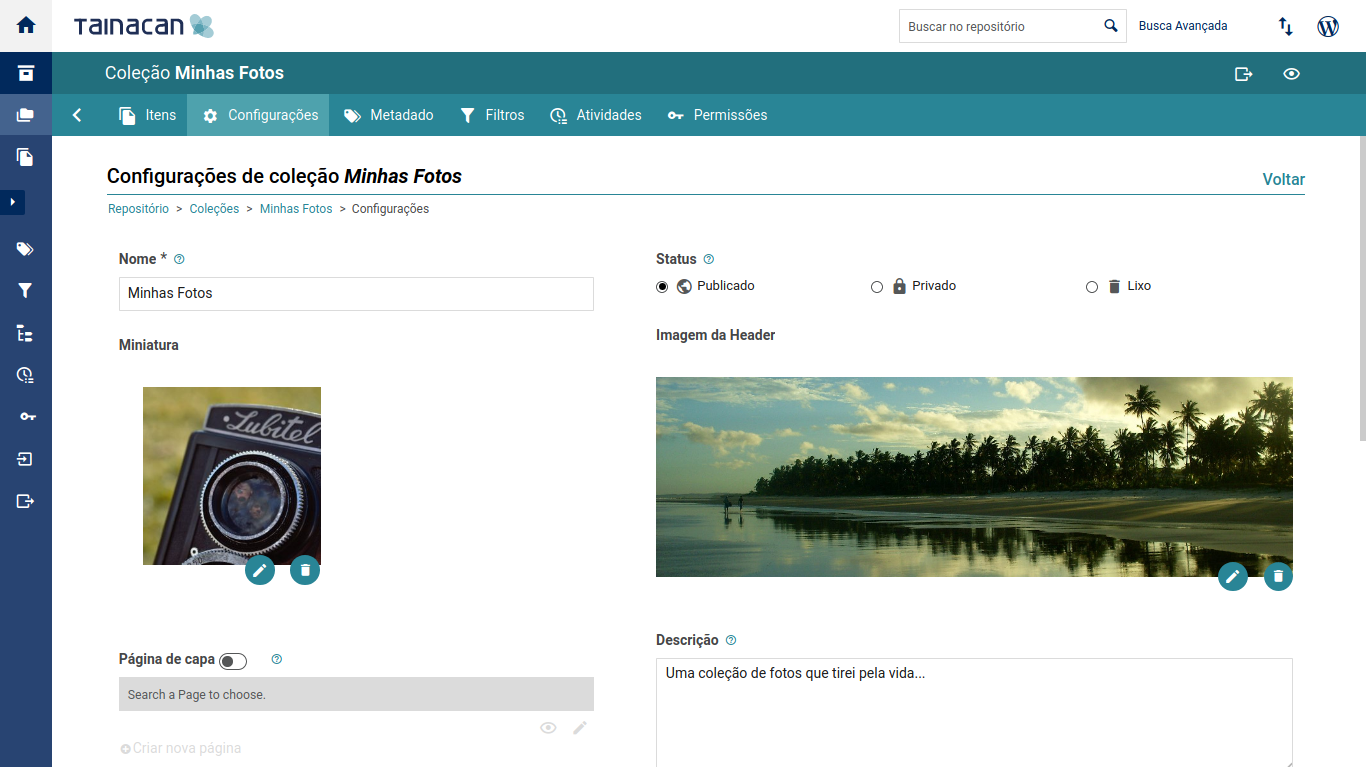 TAINACAN
Buscar no repositório
Busca Avançada
Coleção Minhas Fotos
Itens
Configurações
Metadado
Filtros
Atividades
Permissões
Configurações de coleção Minhas Fotos
Voltar
Repositório > Coleções > Minhas Fotos > Configurações
Nome *
Minhas Fotos
Status
Publicado
Privado
Lixo
Miniatura
Lubitel
Imagem da Header
Página de capa
Search a Page to choose.
Criar nova página
Descrição
Uma coleção de fotos que tirei pela vida...